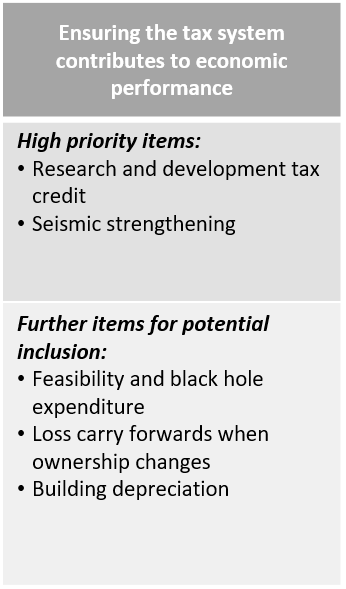 Ensuring the tax system
contributes to economic
performance
High priority items:
• Research and development tax
credit
• Seismic strengthening
Further items for potential
inclusion:
• Feasibility and black hole
expenditure
• Loss carry forwards when
ownership changes
• Building depreciation